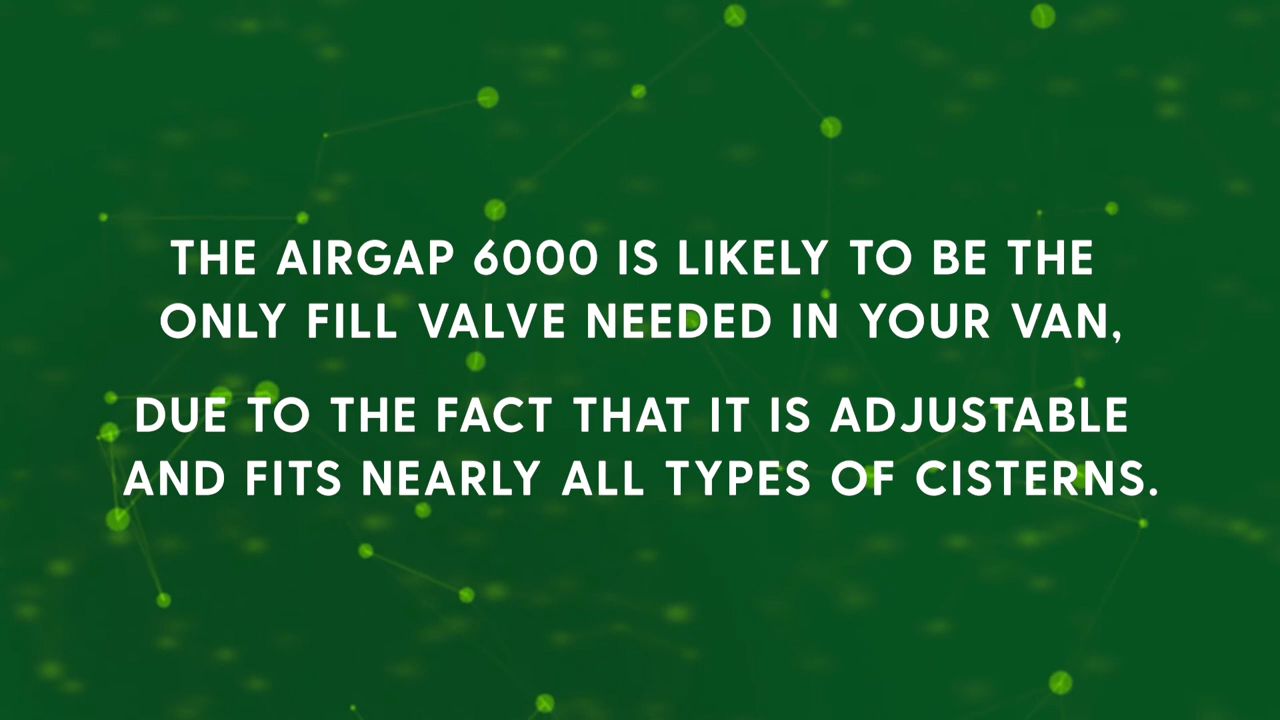 THE AIRGAP 6000 IS LIKELY TO BE THE
ONLY FILL VALVE NEEDED IN YOUR VAN,
DUE TO THE FACT THAT IT IS ADJUSTABLE
AND FITS NEARLY ALL TYPES OF CISTERNS.